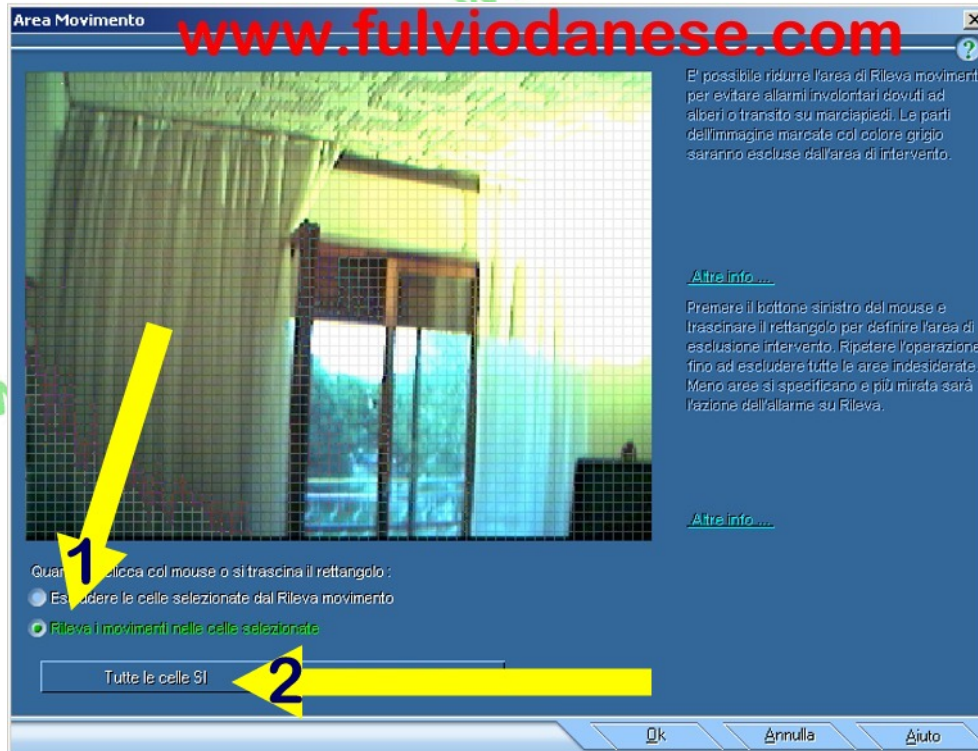 Area Movimento
www.fulviodanese.com
E' possibile ridurre l'area di Rileva moviment
per evitare allarmi involontari dovuti ad
alberi o transito su marciapiedi. Le parti
dell'immagine marcate col colore grigio
saranno escluse dall'area di intervento.
Altre info ...
Premere il bottone sinistro del mouse e
trascinare il rettangolo per definire l'area di
esclusione intervento. Ripetere l'operazione
fino ad escludere tutte le aree indesiderate.
Meno aree si specificano e più mirata sarà
l'azione dell'allarme su Rileva.
Altre info ...
1
clicca col mouse o si trascina il rettangolo :
le celle selezionate dal Rileva movimento
Rileva i movimenti nelle celle selezionate
Tutte le celle SI
2
Ok
Annulla
Aiuto